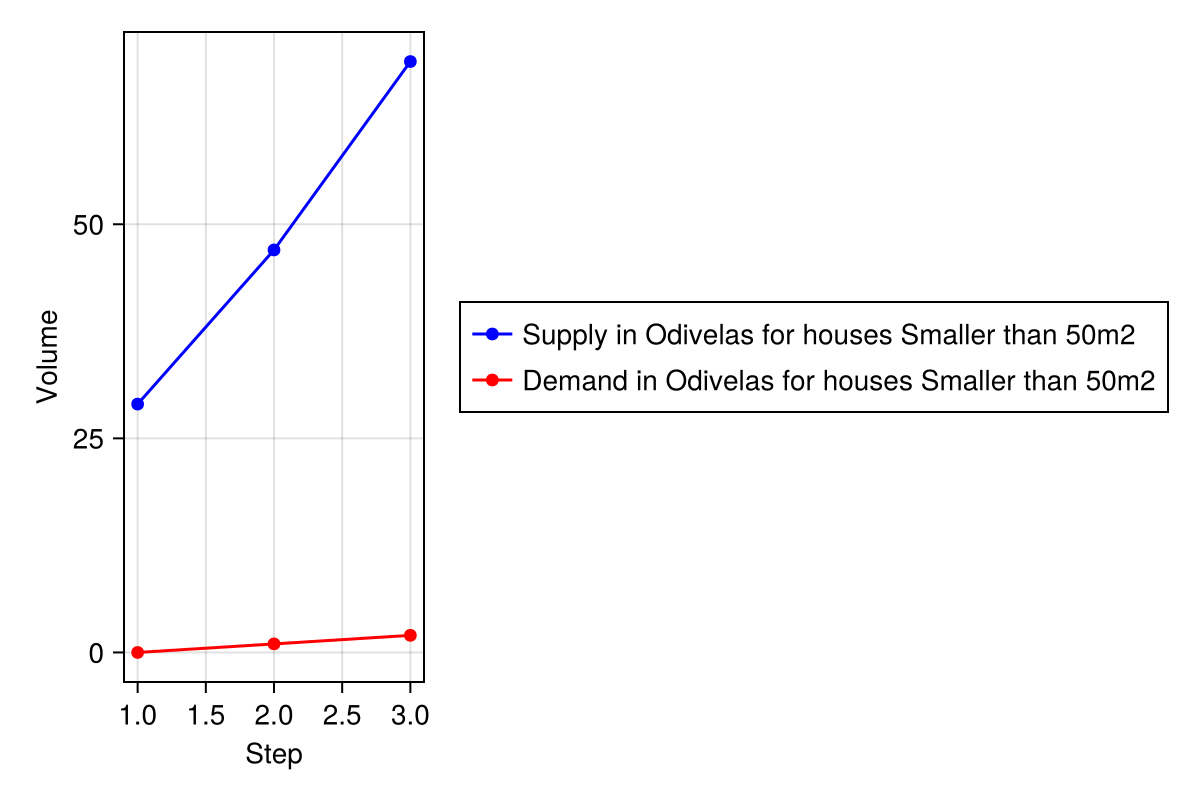 Volume
50
25
0
1.0 1.5 2.0 2.5 3.0
Step
Supply in Odivelas for houses Smaller than 50m2
Demand in Odivelas for houses Smaller than 50m2